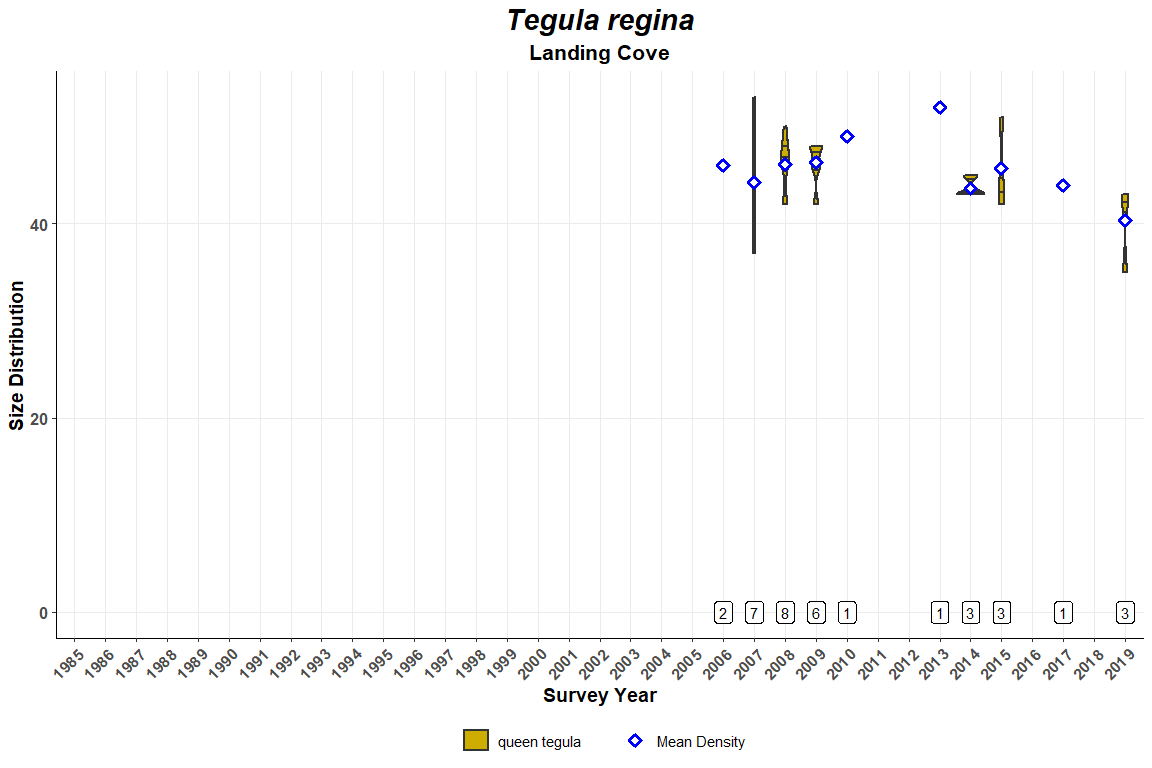 Tegula regina
Landing Cove
Size Distribution
40
20
0
2 7 8 6 1 1 3 3 1 3
1985 1986 1987 1988 1989 1990 1991 1992 1993 1994 1995 1996 1997 1998 1999 2000 2001 2002 2003 2004 2005 2006 2007 2008 2009 2010 2011 2012 2013 2014 2015 2016 2017 2018 2019
Survey Year
queen tegula Mean Density